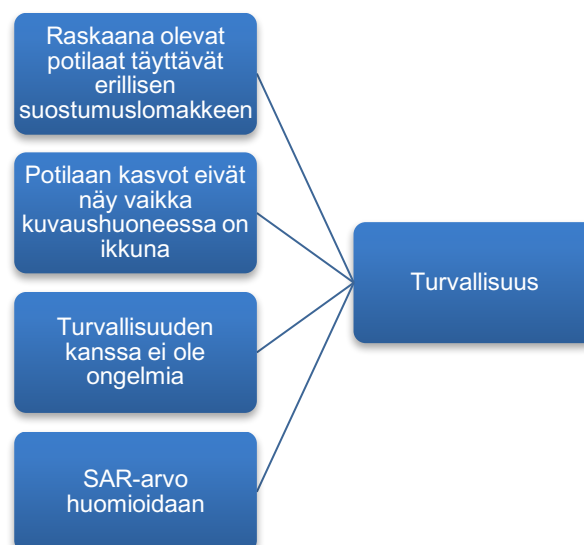 Raskaana olevat
potilaat täyttävät
erillisen
suostumuslomakkeen
Potilaan kasvot eivät
näy vaikka
kuvaushuoneessa on
ikkuna
Turvallisuuden
kanssa ei ole
ongelmia
SAR-arvo
huomioidaan
Turvallisuus